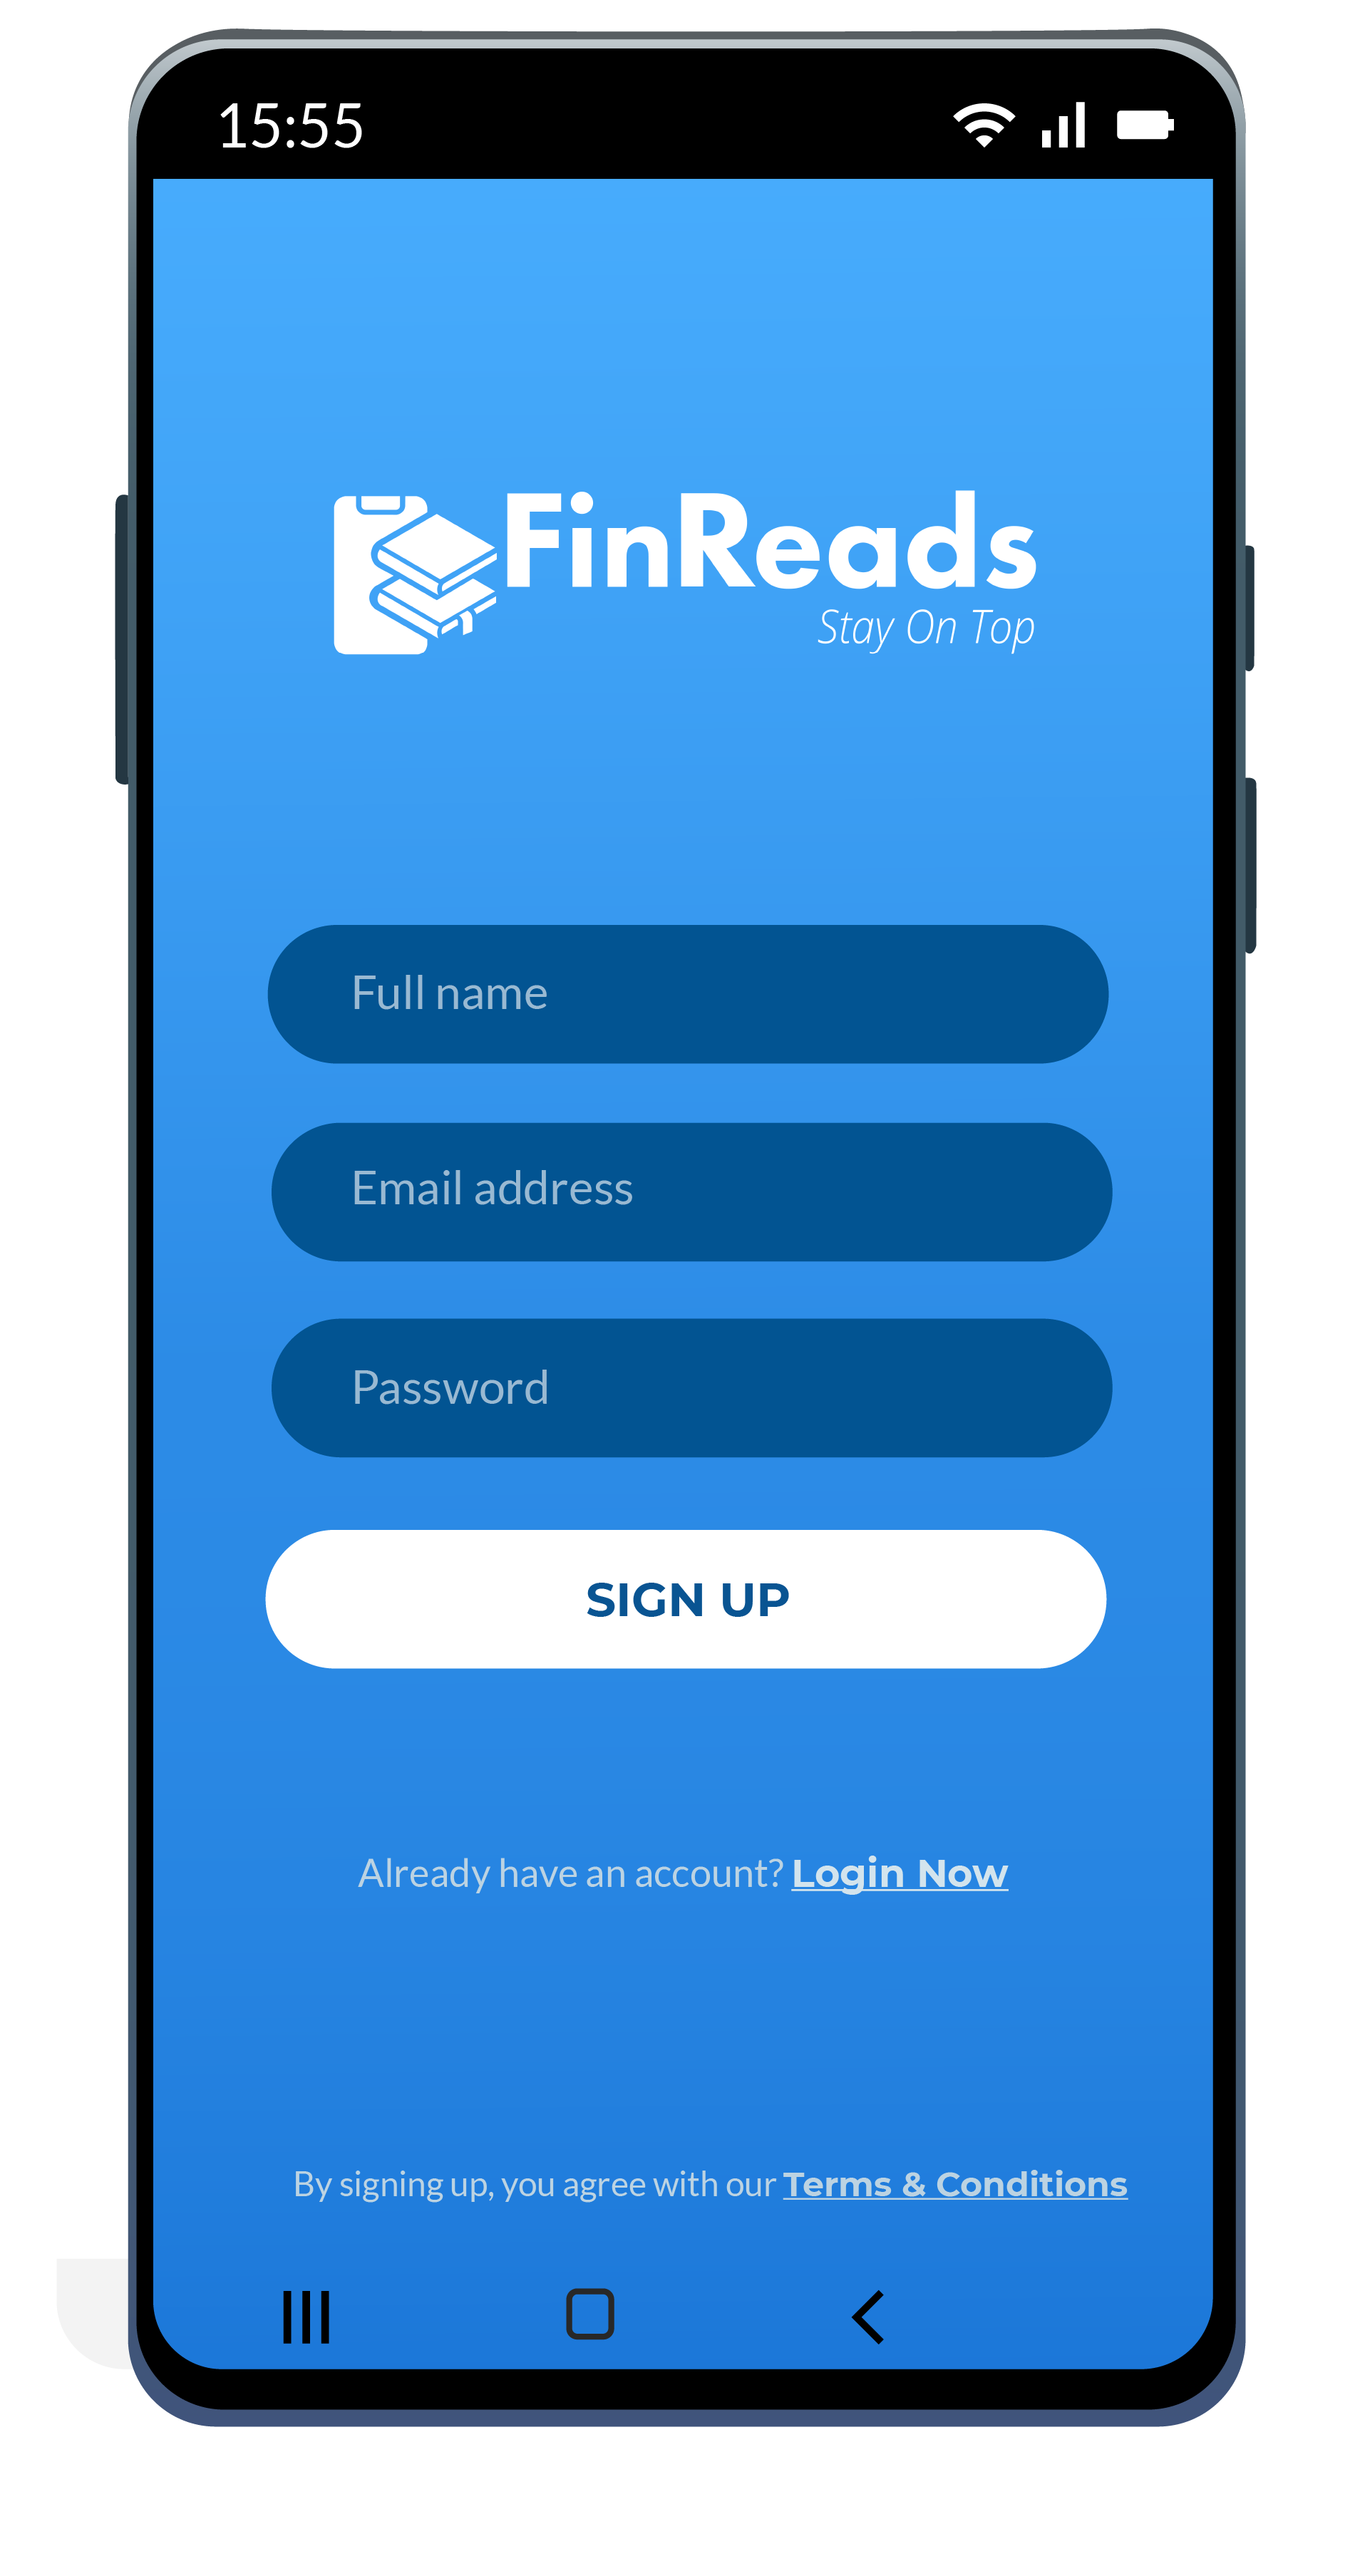 15:55
FinReads
Stay On Top
Full name
Email address
Password
SIGN UP
Already have an account? Login Now
By signing up, you agree with our Terms & Conditions